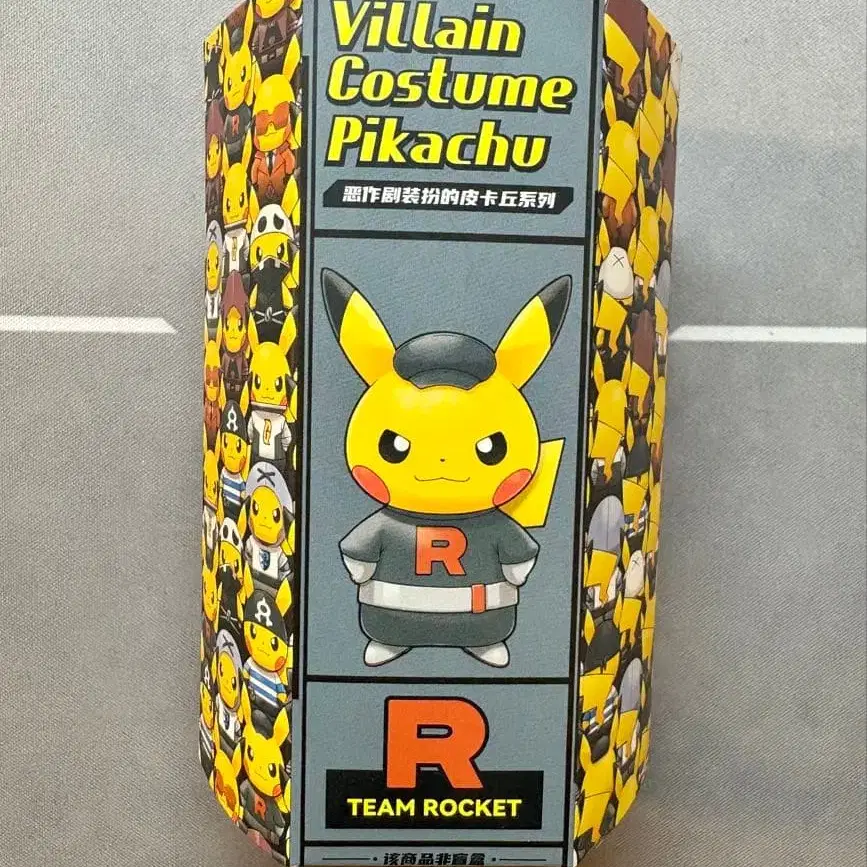 Villain
Costume
Pikachu
恶作剧装扮的皮卡丘系列
R
R
TEAM ROCKET
·该商品非盲盒·